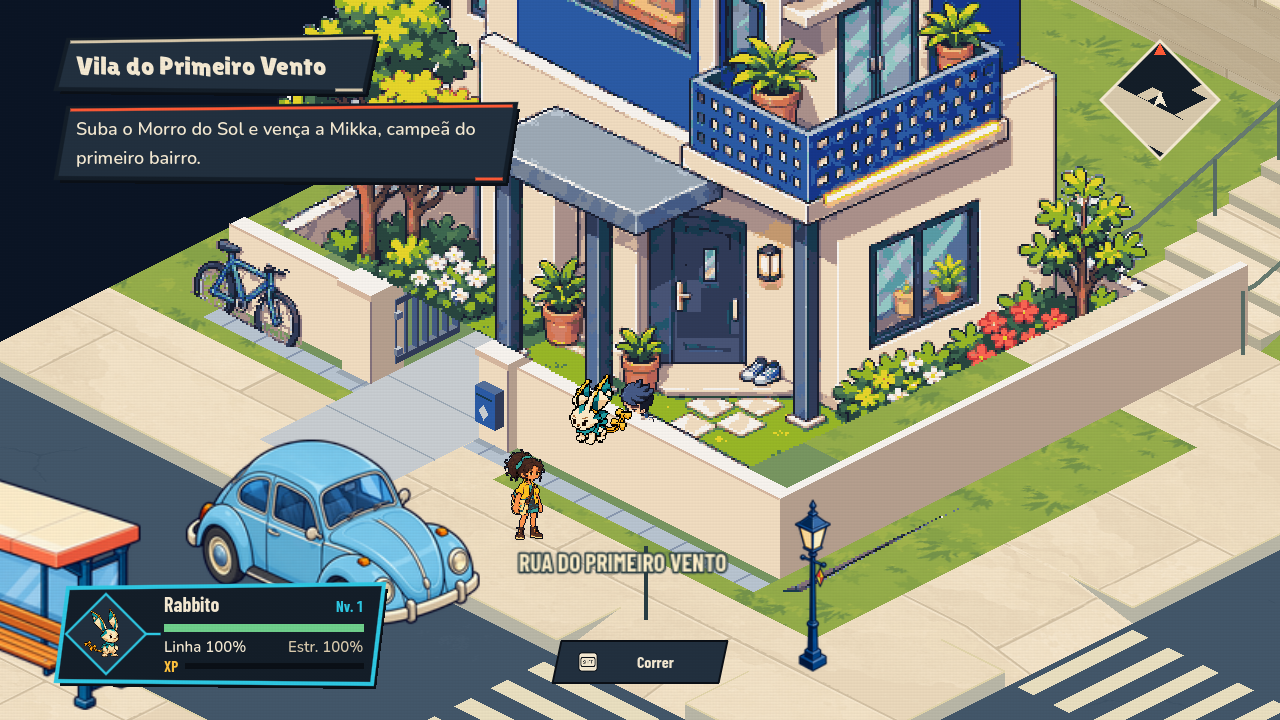 Vila do Primeiro Vento
Suba o Morro do Sol e vença a Mikka, campeã do
primeiro bairro.
RUA DO PRIMEIRO VENTO
Rabbito
Nv. 1
Linha 100%
Estr. 100%
XP
Correr